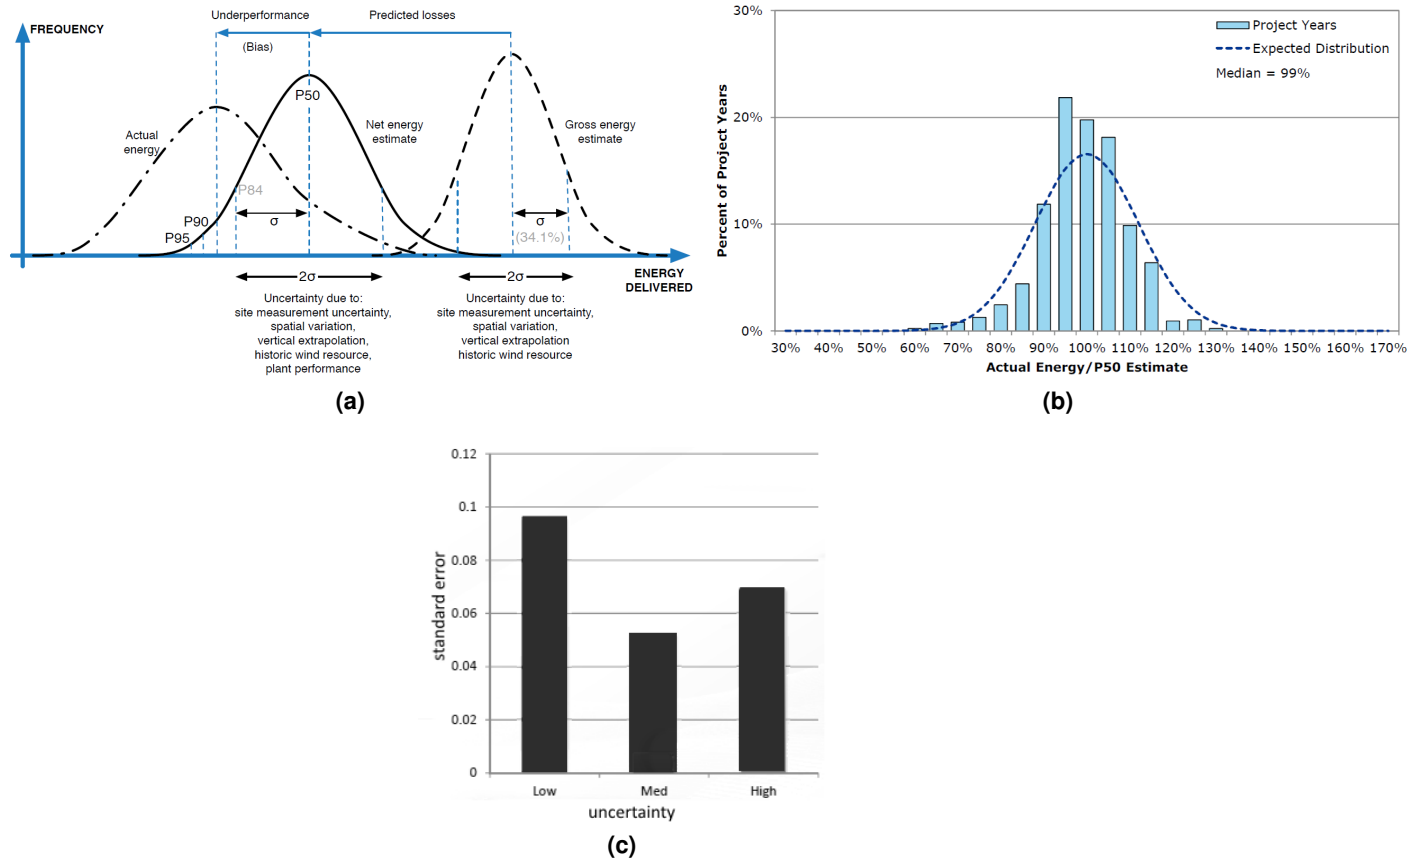 Underperformance
Predicted losses
FREQUENCY
(Bias)
P50
Actual
energy
Net energy
estimate
Gross energy
estimate
P84
P90
P95
σ
σ
(34.1%)
2σ
2σ
ENERGY
DELIVERED
Uncertainty due to:
site measurement uncertainty,
spatial variation,
vertical extrapolation,
historic wind resource,
plant performance
Uncertainty due to:
site measurement uncertainty,
spatial variation,
vertical extrapolation
historic wind resource
(a)
30%
20%
10%
0%
Percent of Project Years
Project Years
Expected Distribution
Median = 99%
30% 40% 50% 60% 70% 80% 90% 100% 110% 120% 130% 140% 150% 160% 170%
Actual Energy/P50 Estimate
(b)
0.12
0.1
0.08
0.06
0.04
0.02
0
standard error
Low Med High
uncertainty
(c)